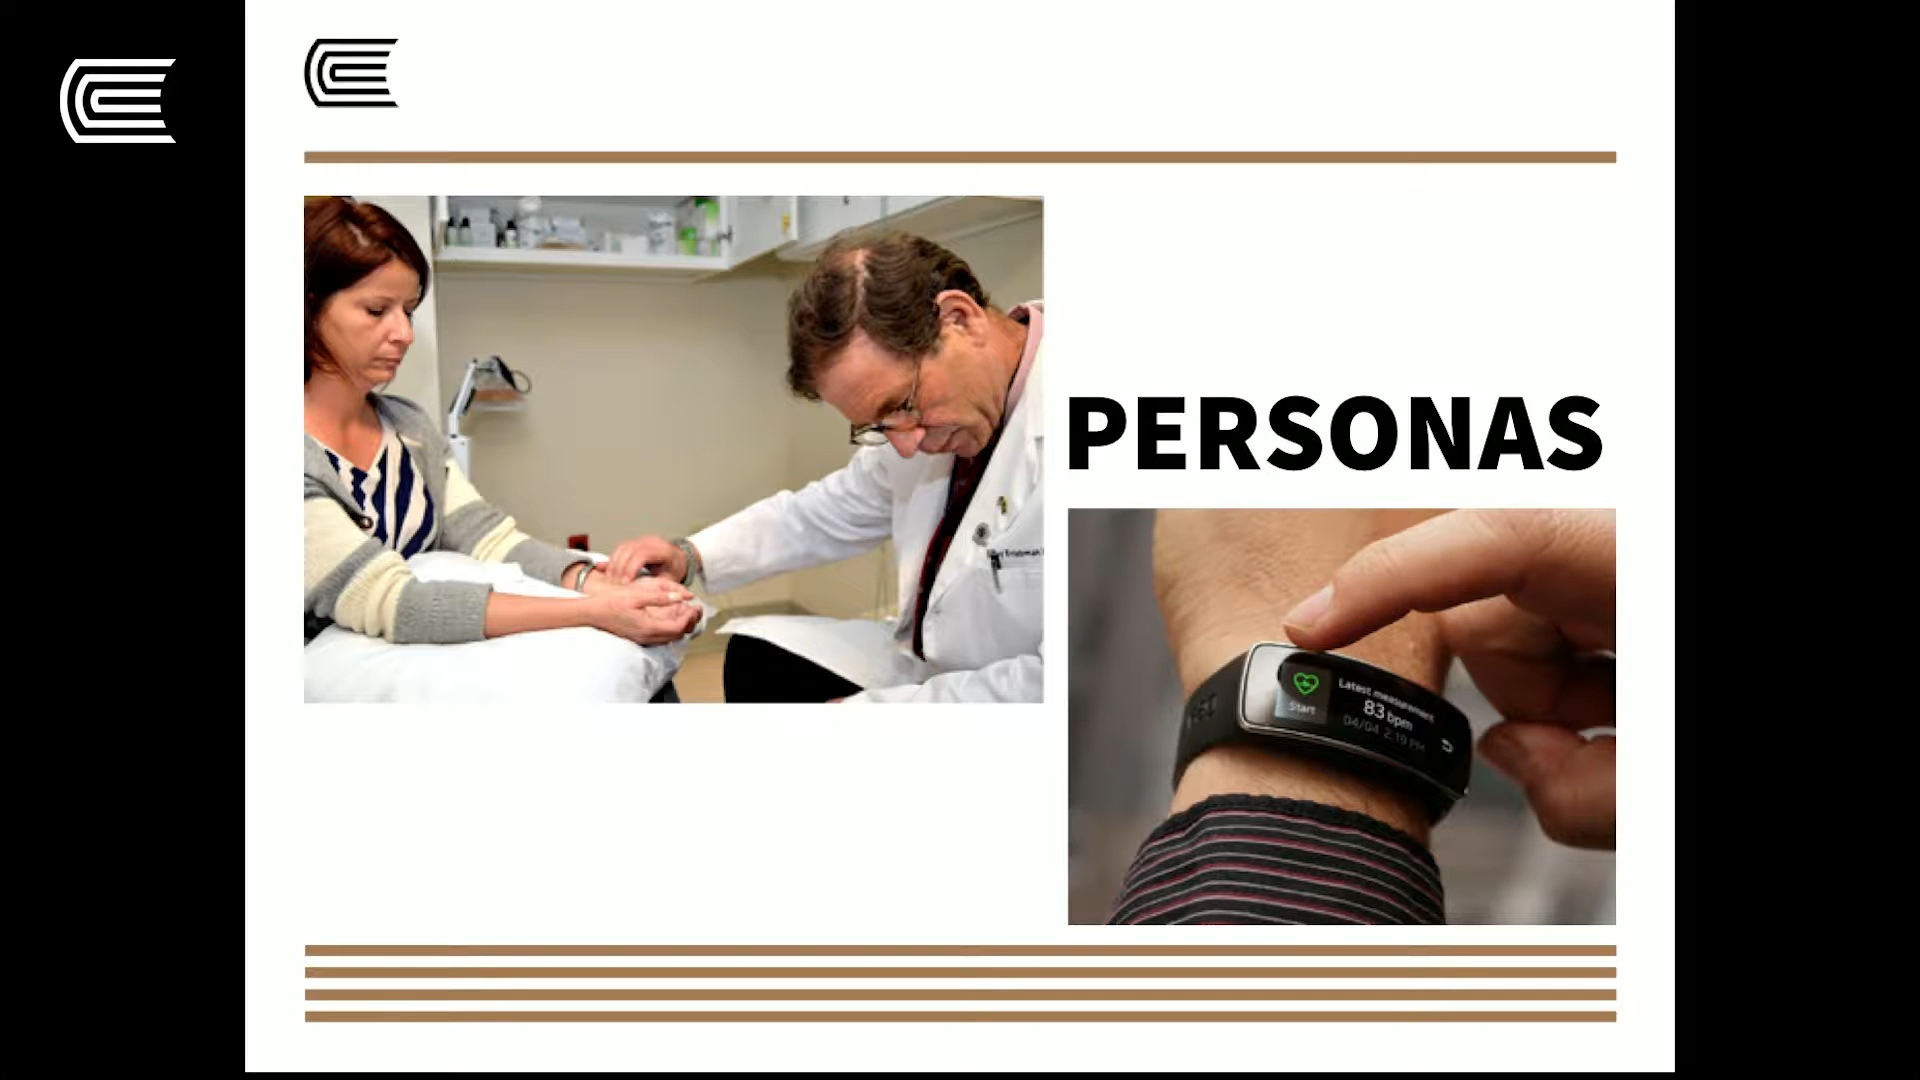 PERSONAS
Latest measurement
Start
83 bpm
04/04 2:19 PM